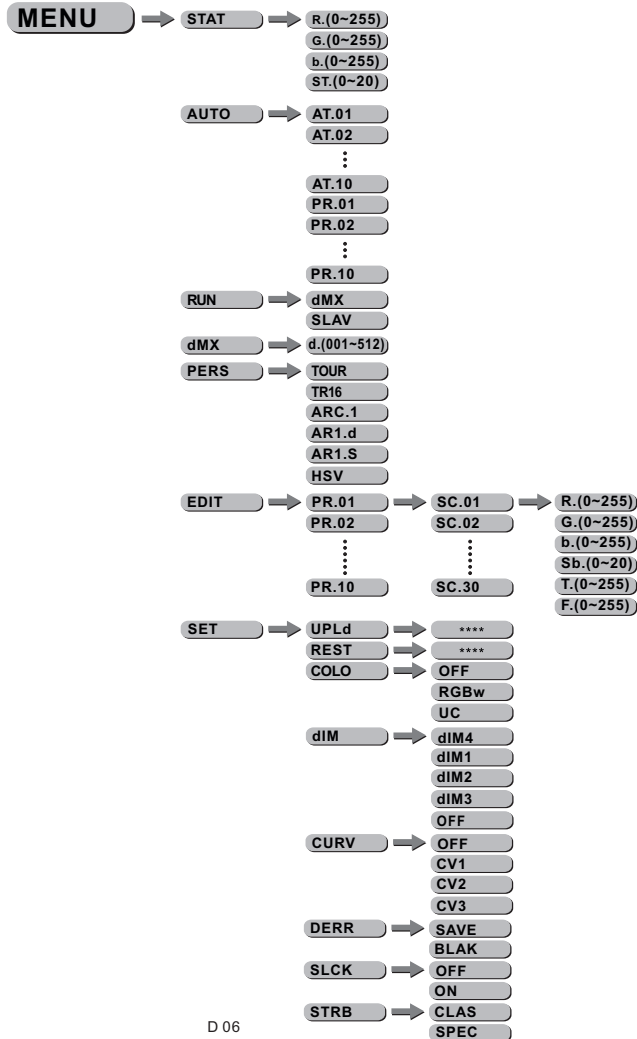 MENU STAT R.(0~255)
G.(0~255)
b.(0~255)
ST.(0~20)
AUTO AT.01
AT.02
AT.10
PR.01
PR.02
PR.10
RUN dMX
SLAV
dMX d.(001~512)
PERS TOUR
TR16
ARC.1
AR1.d
AR1.S
HSV
EDIT PR.01 SC.01 R.(0~255)
PR.02 SC.02 G.(0~255)
b.(0~255)
Sb.(0~20)
PR.10 SC.30 T.(0~255)
F.(0~255)
SET UPLd ****
REST ****
COLO OFF
RGBw
UC
dIM dIM4
dIM1
dIM2
dIM3
OFF
CURV OFF
CV1
CV2
CV3
DERR SAVE
BLAK
SLCK OFF
ON
STRB CLAS
D 06 SPEC